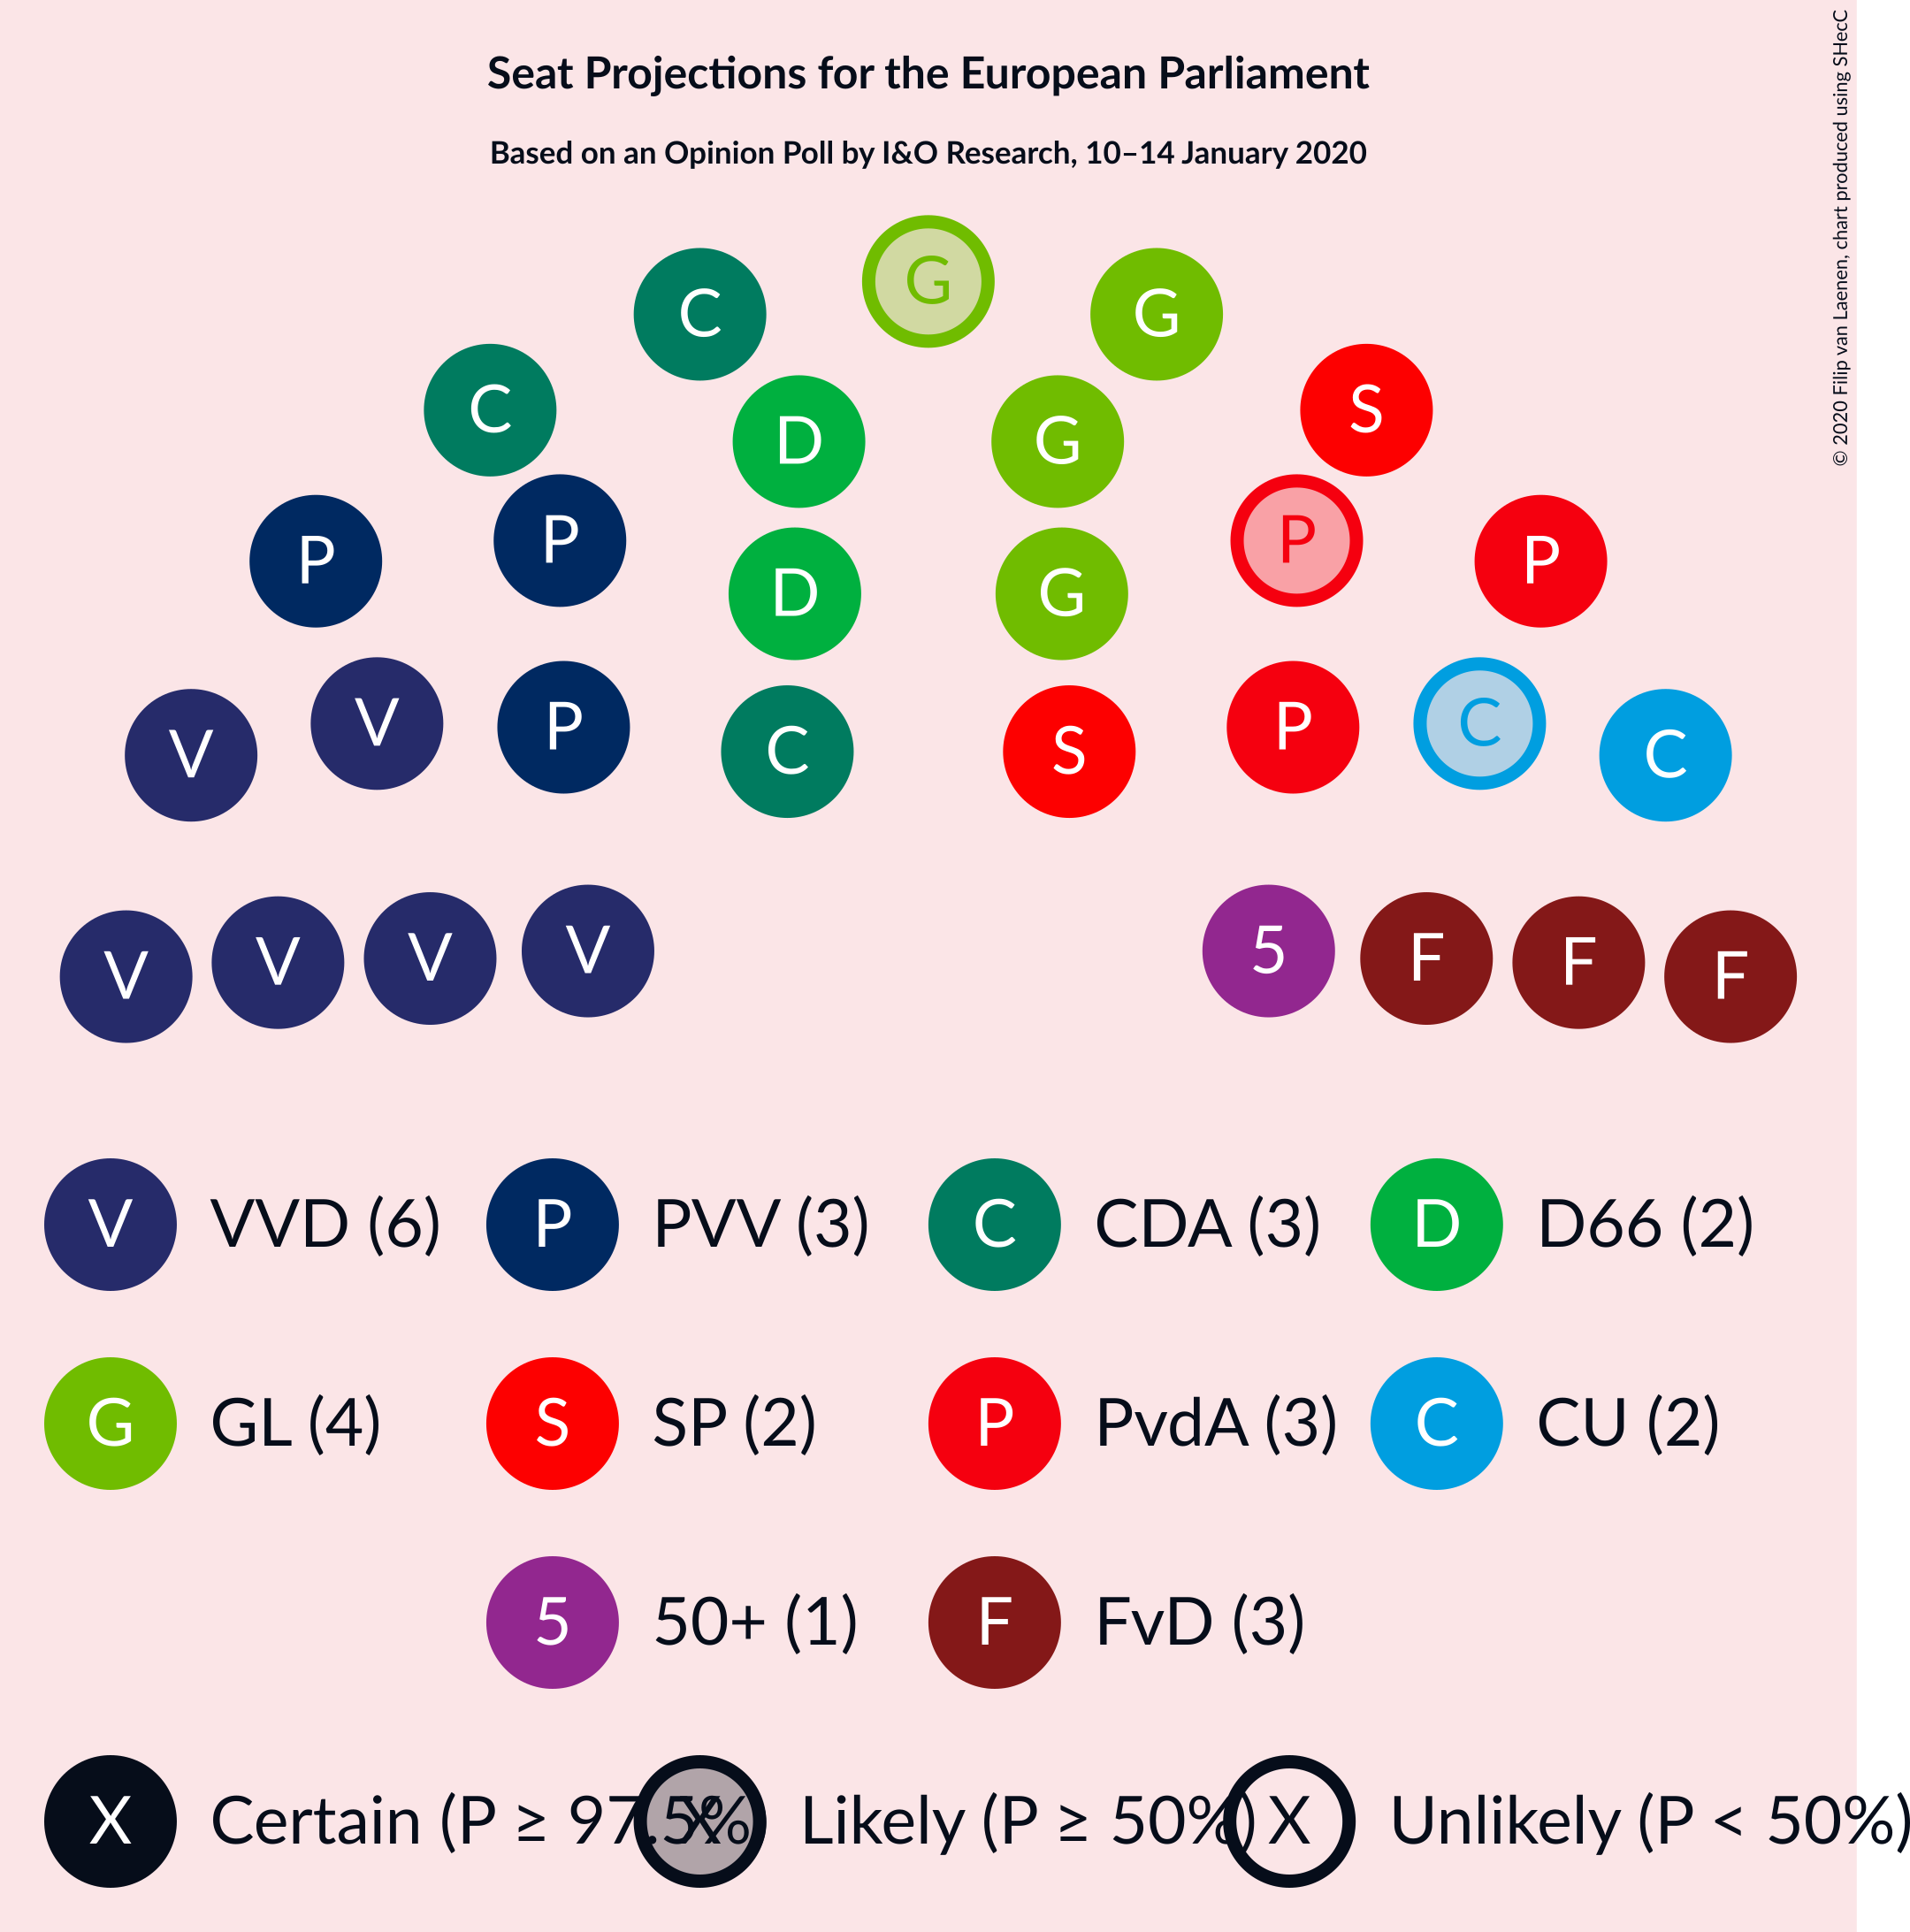 Seat Projections for the European Parliament
Based on an Opinion Poll by I&O Research, 10–14 January 2020
© 2020 Filip van Laenen, chart produced using SHecC
G
C G
C S
D G
P P
P P
D G
V P P C
V C
C S
V V V V 5 F F F
V VVD (6) P PVV (3) C CDA (3) D D66 (2)
G GL (4) S SP (2) P PvdA (3) C CU (2)
5 50+ (1) F FvD (3)
X Certain (P ≥ 97.5% X Likely (P ≥ 50%) X Unlikely (P < 50%)